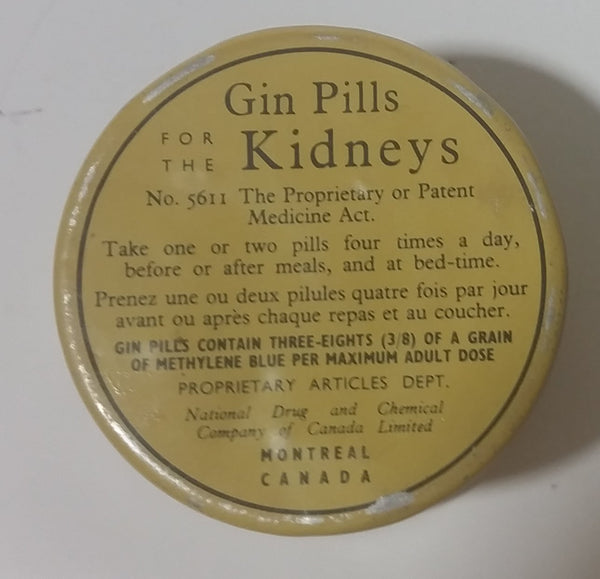 Gin Pills
FOR THE Kidneys
No. 5611 The Proprietary or Patent
Medicine Act.
Take one or two pills four times a day,
before or after meals, and at bed-time.
Prenez une ou deux pilules quatre fois par jour
avant ou après chaque repas et au coucher.
GIN PILLS CONTAIN THREE-EIGHTS (3/8) OF A GRAIN
OF METHYLENE BLUE PER MAXIMUM ADULT DOSE
PROPRIETARY ARTICLES DEPT.
National Drug and Chemical
Company of Canada Limited
MONTREAL
CANADA